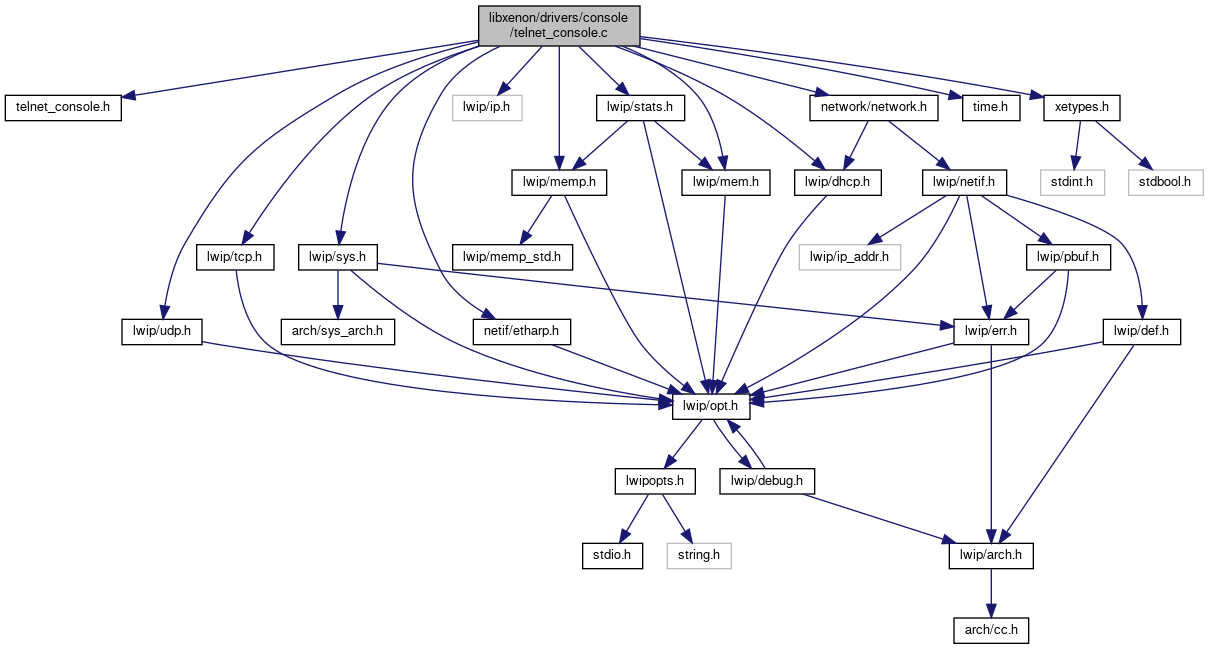 libxenon/drivers/console
/telnet_console.c
telnet_console.h
lwip/ip.h
lwip/stats.h
network/network.h
time.h
xetypes.h
lwip/memp.h
lwip/mem.h
lwip/dhcp.h
lwip/netif.h
stdint.h
stdbool.h
lwip/tcp.h
lwip/sys.h
lwip/memp_std.h
lwip/ip_addr.h
lwip/pbuf.h
lwip/udp.h
arch/sys_arch.h
netif/etharp.h
lwip/err.h
lwip/def.h
lwip/opt.h
lwipopts.h
lwip/debug.h
stdio.h
string.h
lwip/arch.h
arch/cc.h